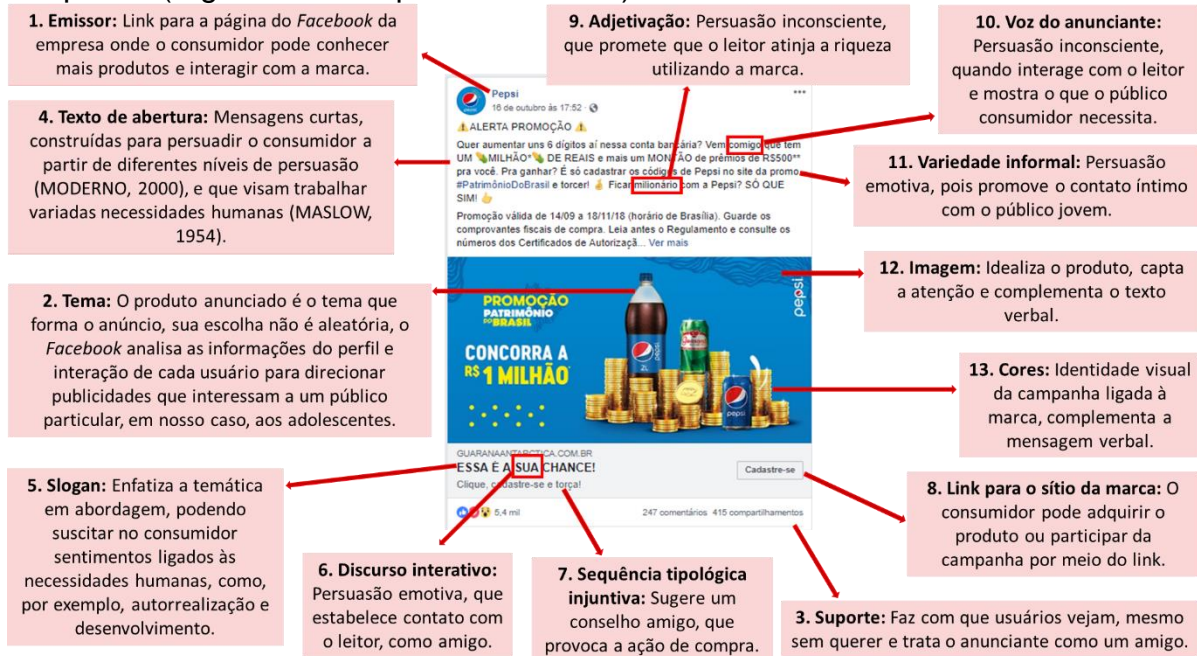 1. Emissor: Link para a página do Facebook da
empresa onde o consumidor pode conhecer
mais produtos e interagir com a marca.
9. Adjetivação: Persuasão inconsciente,
que promete que o leitor atinja a riqueza
utilizando a marca.
10. Voz do anunciante:
Persuasão inconsciente,
quando interage com o leitor
e mostra o que o público
consumidor necessita.
4. Texto de abertura: Mensagens curtas,
construídas para persuadir o consumidor a
partir de diferentes níveis de persuasão
(MODERNO, 2000), e que visam trabalhar
variadas necessidades humanas (MASLOW,
1954).
Pepsi
16 de outubro às 17:52
⚠ALERTA PROMOÇÃO ⚠
Quer aumentar uns 6 dígitos aí nessa conta bancária? Vem comigo que tem
UM 💸MILHÃO*💸 DE REAIS e mais um MONTÃO de prêmios de R$500**
pra você. Pra ganhar? É só cadastrar os códigos de Pepsi no site da promo
#PatrimônioDoBrasil e torcer! Ficar milionário com a Pepsi? SÓ QUE
SIM!
Promoção válida de 14/09 a 18/11/18 (horário de Brasília). Guarde os
comprovantes fiscais de compra. Leia antes o Regulamento e consulte os
números dos Certificados de Autorizaçã... Ver mais
11. Variedade informal: Persuasão
emotiva, pois promove o contato íntimo
com o público jovem.
12. Imagem: Idealiza o produto, capta
a atenção e complementa o texto
verbal.
2. Tema: O produto anunciado é o tema que
forma o anúncio, sua escolha não é aleatória, o
Facebook analisa as informações do perfil e
interação de cada usuário para direcionar
publicidades que interessam a um público
particular, em nosso caso, aos adolescentes.
PROMOÇÃO
PATRIMÔNIO
DO BRASIL
CONCORRA A
R$ 1 MILHÃO
pepsi
pepsi
13. Cores: Identidade visual
da campanha ligada à
marca, complementa a
mensagem verbal.
GUARANAANTARCTICA.COM.BR
ESSA É A SUA CHANCE!
Clique, cadastre-se e torça!
Cadastre-se
5,4 mil
247 comentários 415 compartilhamentos
5. Slogan: Enfatiza a temática
em abordagem, podendo
suscitar no consumidor
sentimentos ligados às
necessidades humanas, como,
por exemplo, autorrealização e
desenvolvimento.
6. Discurso interativo:
Persuasão emotiva, que
estabelece contato com
o leitor, como amigo.
7. Sequência tipológica
injuntiva: Sugere um
conselho amigo, que
provoca a ação de compra.
8. Link para o sítio da marca: O
consumidor pode adquirir o
produto ou participar da
campanha por meio do link.
3. Suporte: Faz com que usuários vejam, mesmo
sem querer e trata o anunciante como um amigo.